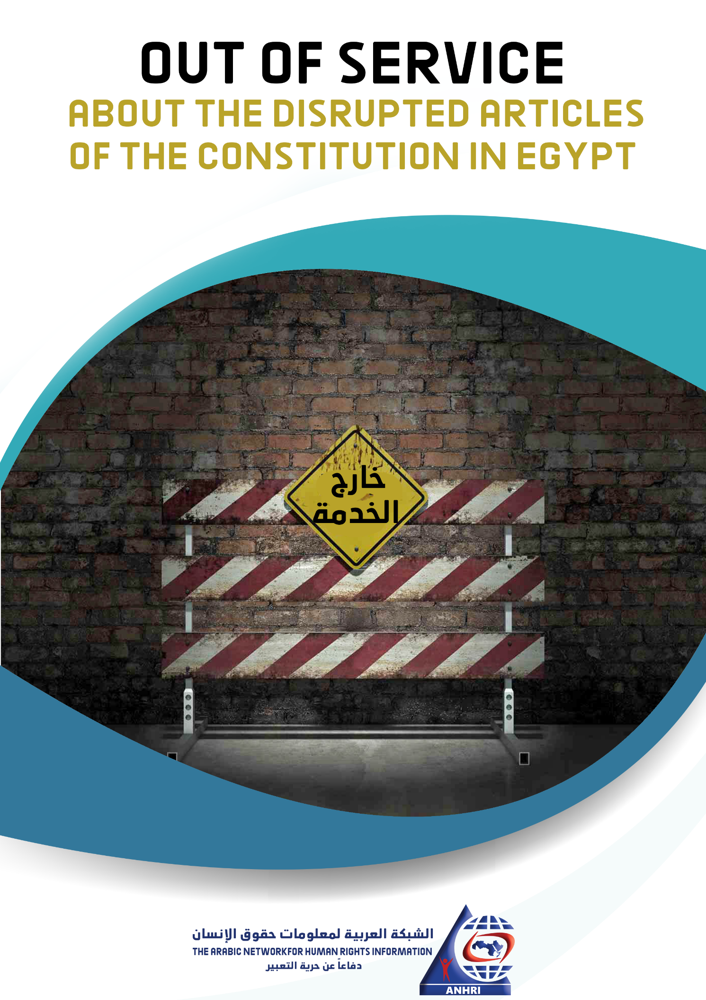 OUT OF SERVICE
ABOUT THE DISRUPTED ARTICLES
OF THE CONSTITUTION IN EGYPT
خارج
الخدمة
الشبكة العربية لمعلومات حقوق الإنسان
THE ARABIC NETWORKFOR HUMAN RIGHTS INFORMATION
دفاعاً عن حرية التعبير
ANHRI